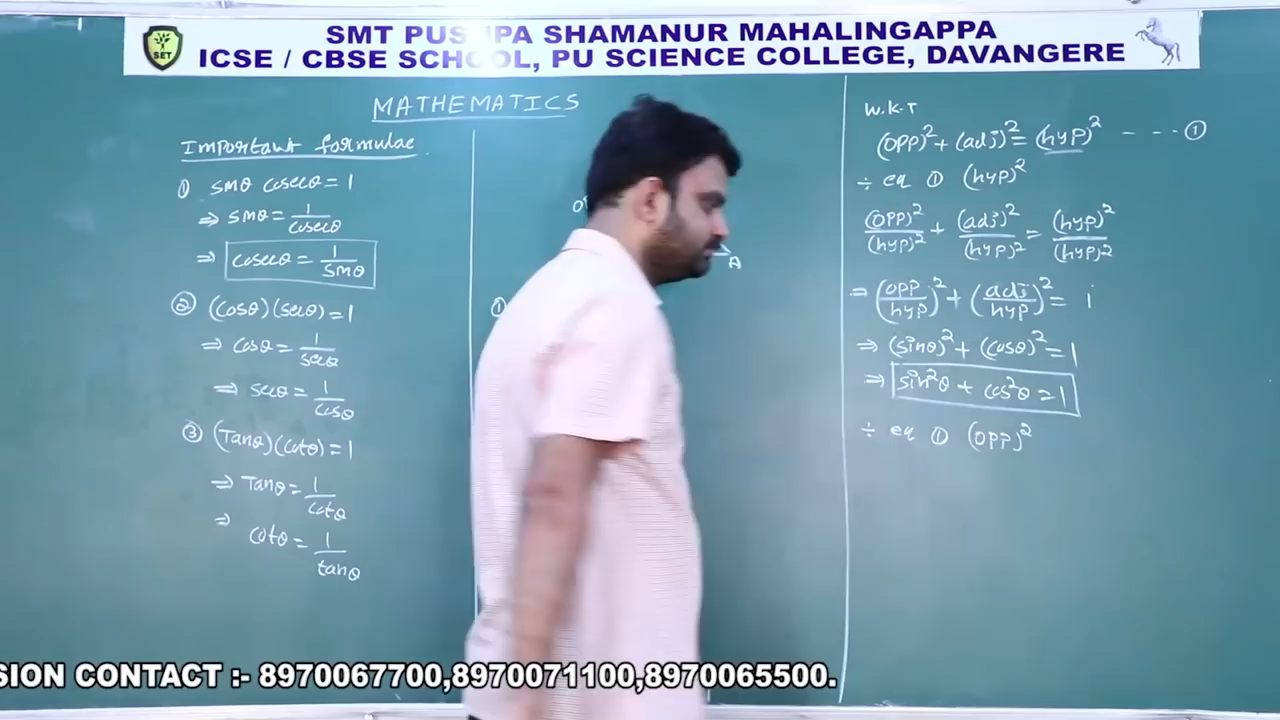 SMT PUSHPA SHAMANUR MAHALINGAPPA
ICSE / CBSE SCHOOL, PU SCIENCE COLLEGE, DAVANGERE
SET
MATHEMATICS
Important formulae
① sinθ cosecθ = 1
⇒ sinθ = 1/cosecθ
⇒ cosecθ = 1/sinθ
② (cosθ)(secθ) = 1
⇒ cosθ = 1/secθ
⇒ secθ = 1/cosθ
③ (Tanθ)(cotθ) = 1
⇒ Tanθ = 1/cotθ
⇒ cotθ = 1/tanθ
A
①
W.K.T
(OPP)² + (adj)² = (hyp)² - - - - ①
÷ eq ① (hyp)²
(OPP)²/(hyp)² + (adj)²/(hyp)² = (hyp)²/(hyp)²
⇒ (OPP/hyp)² + (adj/hyp)² = 1
⇒ (sinθ)² + (cosθ)² = 1
⇒ sin²θ + cos²θ = 1
÷ eq ① (OPP)²
SION CONTACT :- 8970067700,8970071100,8970065500.